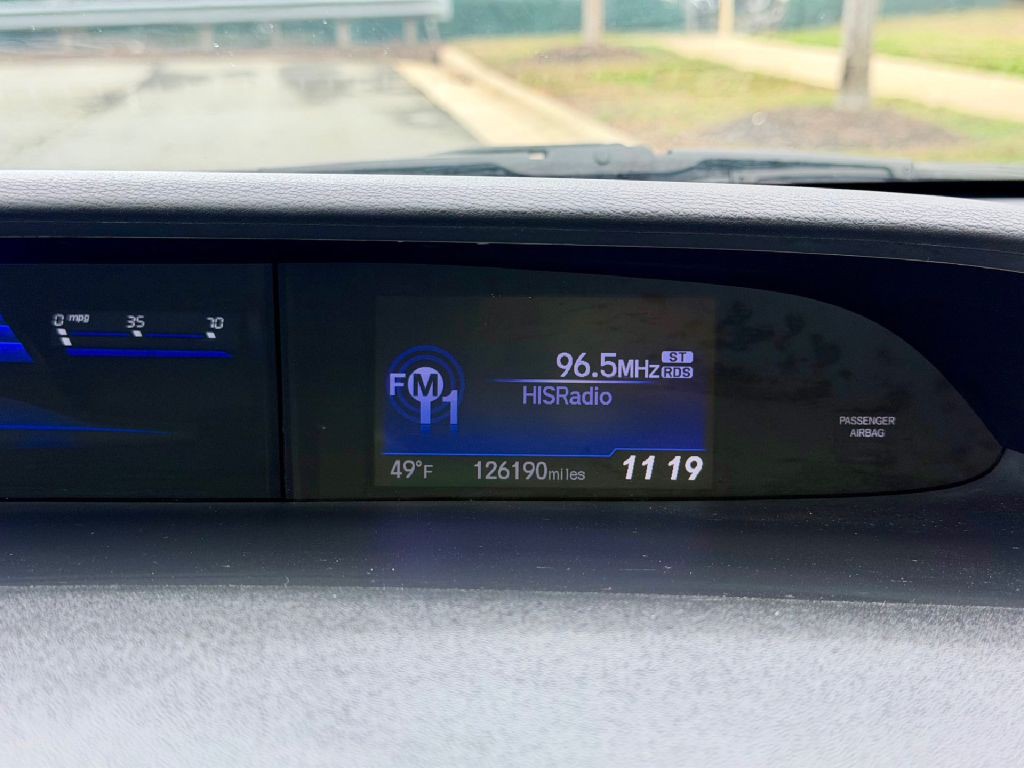 0 mpg 35 70
96.5MHz ST
RDS
FM1
HISRadio
49°F 126190miles 11 19
PASSENGER
AIRBAG